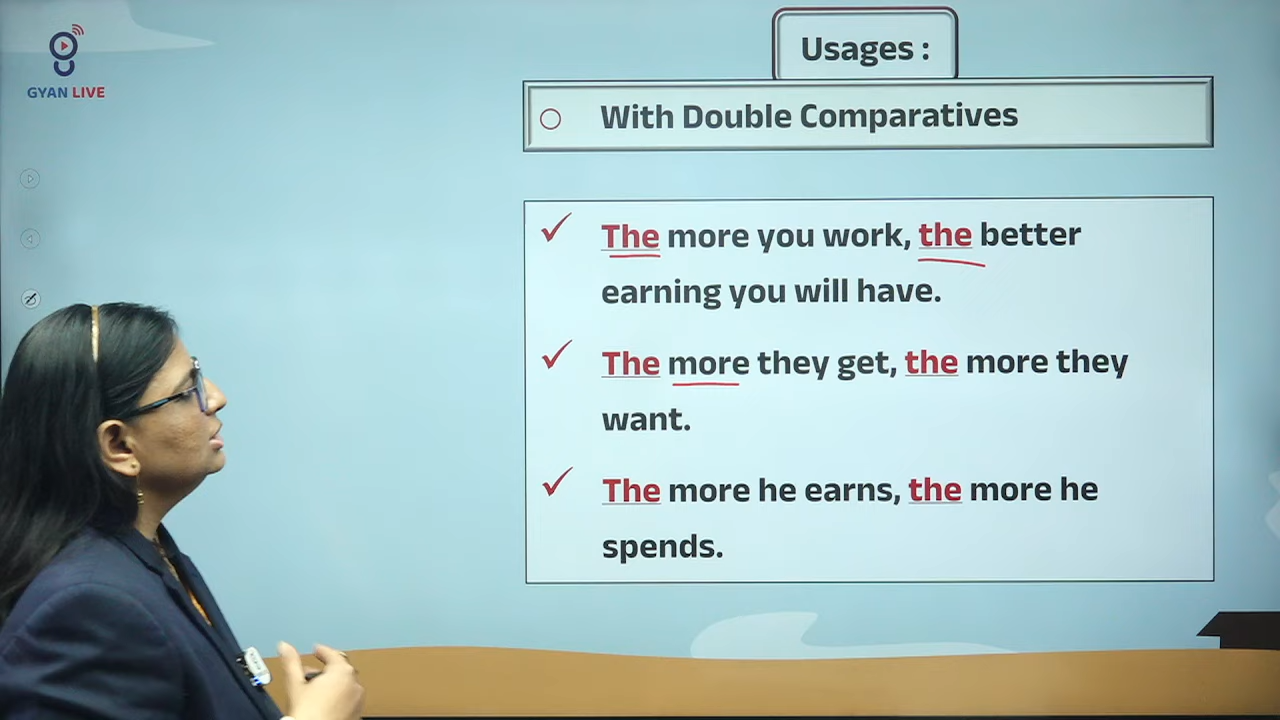 GYAN LIVE
Usages :
With Double Comparatives
The more you work, the better
earning you will have.
The more they get, the more they
want.
The more he earns, the more he
spends.